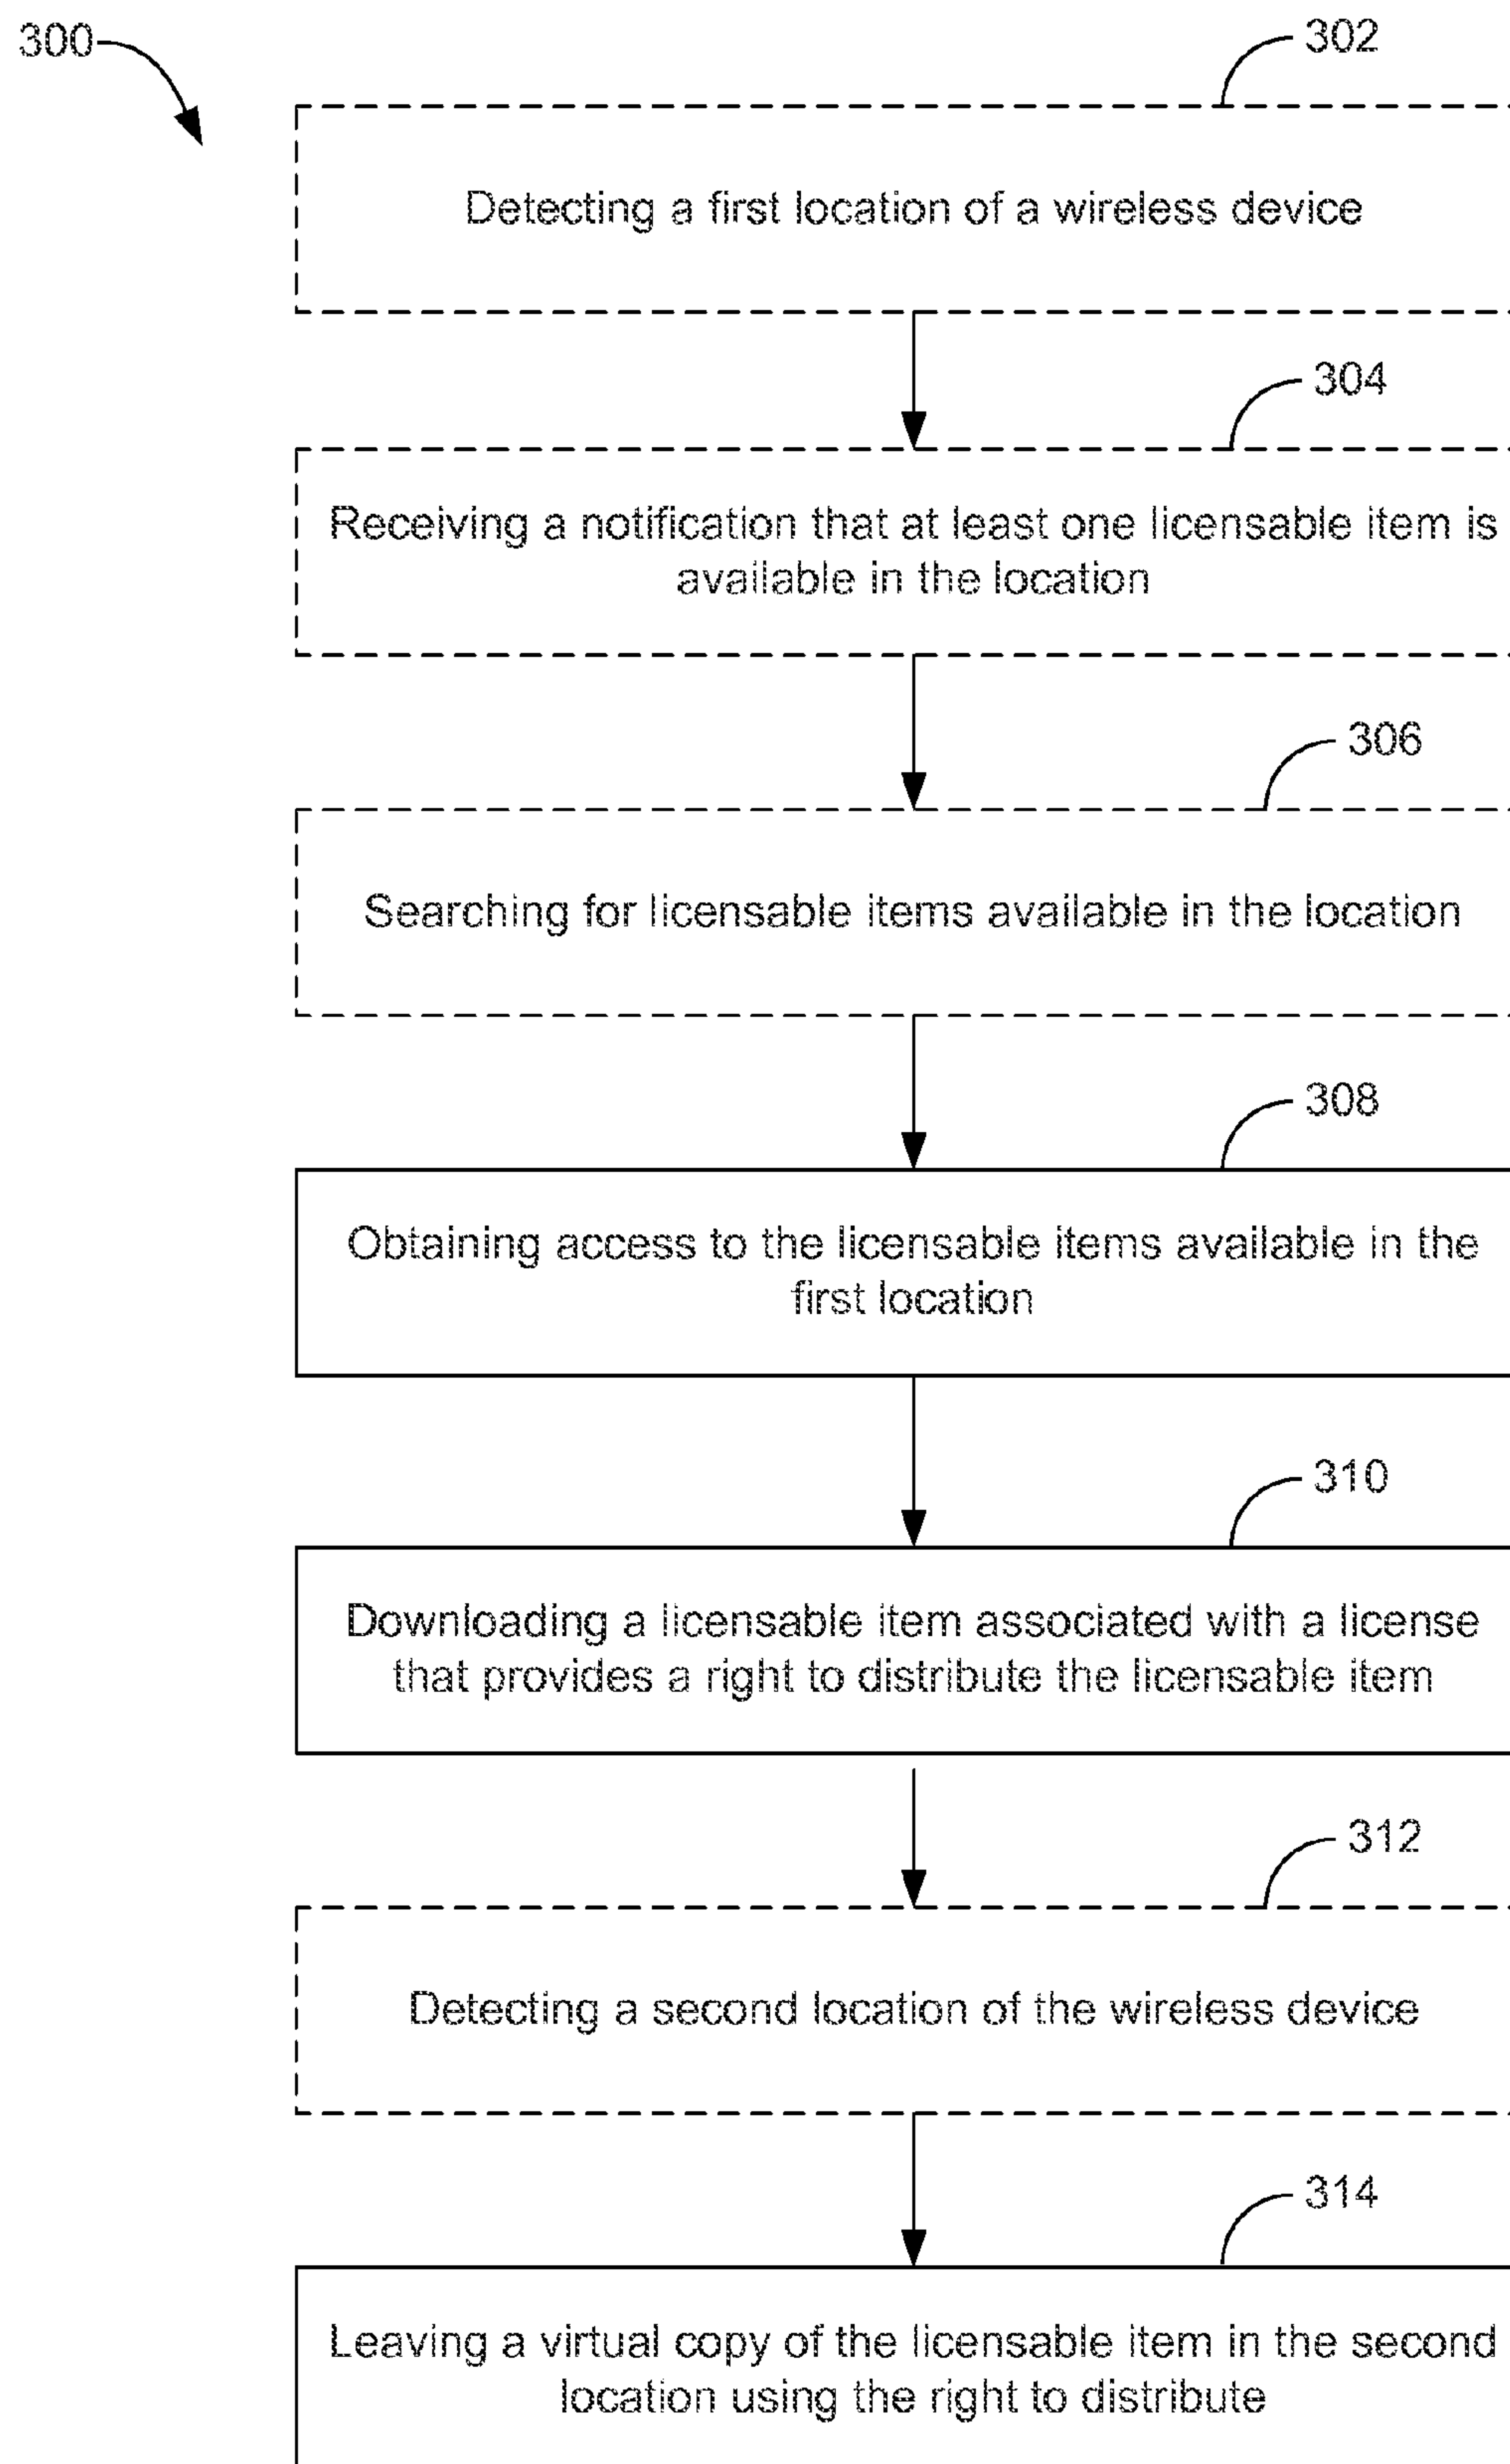 300
302
Detecting a first location of a wireless device
304
Receiving a notification that at least one licensable item is
available in the location
306
Searching for licensable items available in the location
308
Obtaining access to the licensable items available in the
first location
310
Downloading a licensable item associated with a license
that provides a right to distribute the licensable item
312
Detecting a second location of the wireless device
314
Leaving a virtual copy of the licensable item in the second
location using the right to distribute